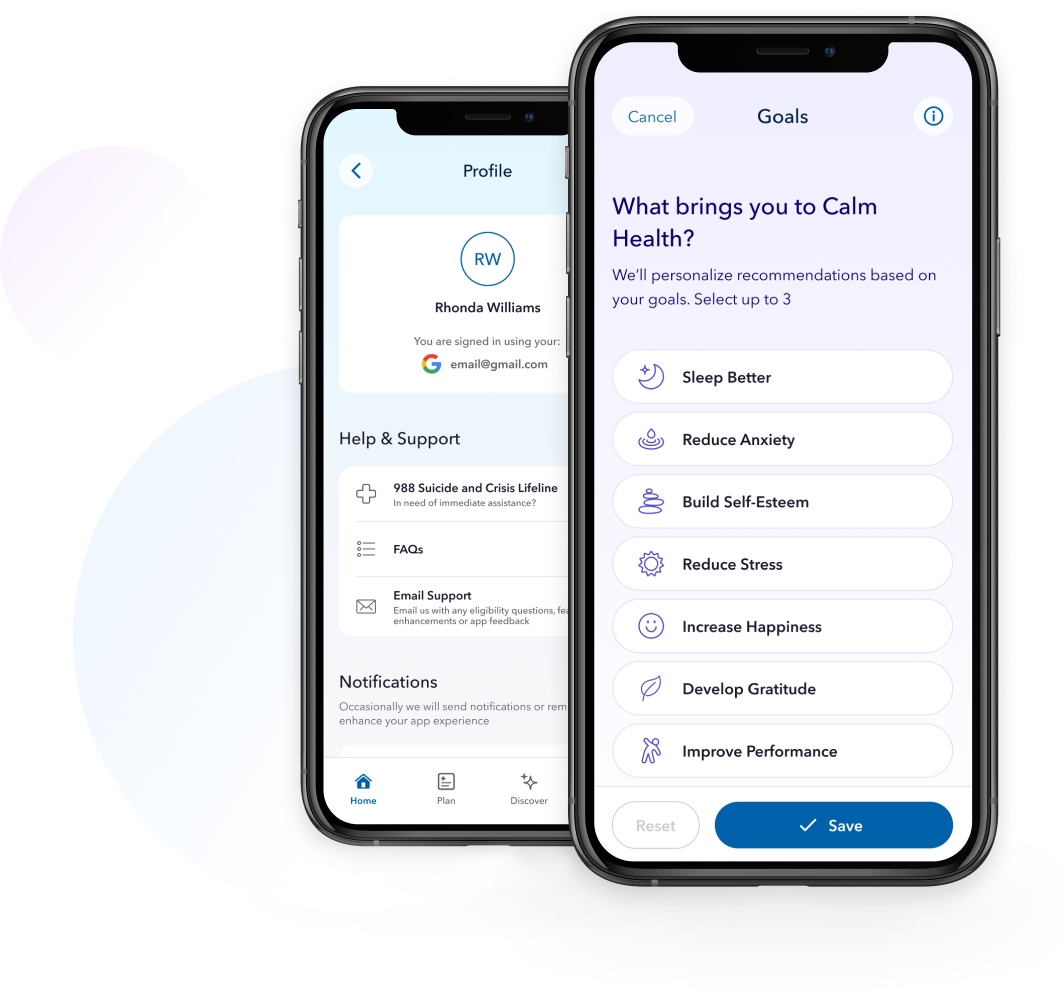 Profile
RW
Rhonda Williams
You are signed in using your:
email@gmail.com
Help & Support
988 Suicide and Crisis Lifeline
In need of immediate assistance?
FAQs
Email Support
Email us with any eligibility questions, fea
enhancements or app feedback
Notifications
Occasionally we will send notifications or rem
enhance your app experience
Home
Plan
Discover
Cancel
Goals
What brings you to Calm
Health?
We’ll personalize recommendations based on
your goals. Select up to 3
Sleep Better
Reduce Anxiety
Build Self-Esteem
Reduce Stress
Increase Happiness
Develop Gratitude
Improve Performance
Reset
Save